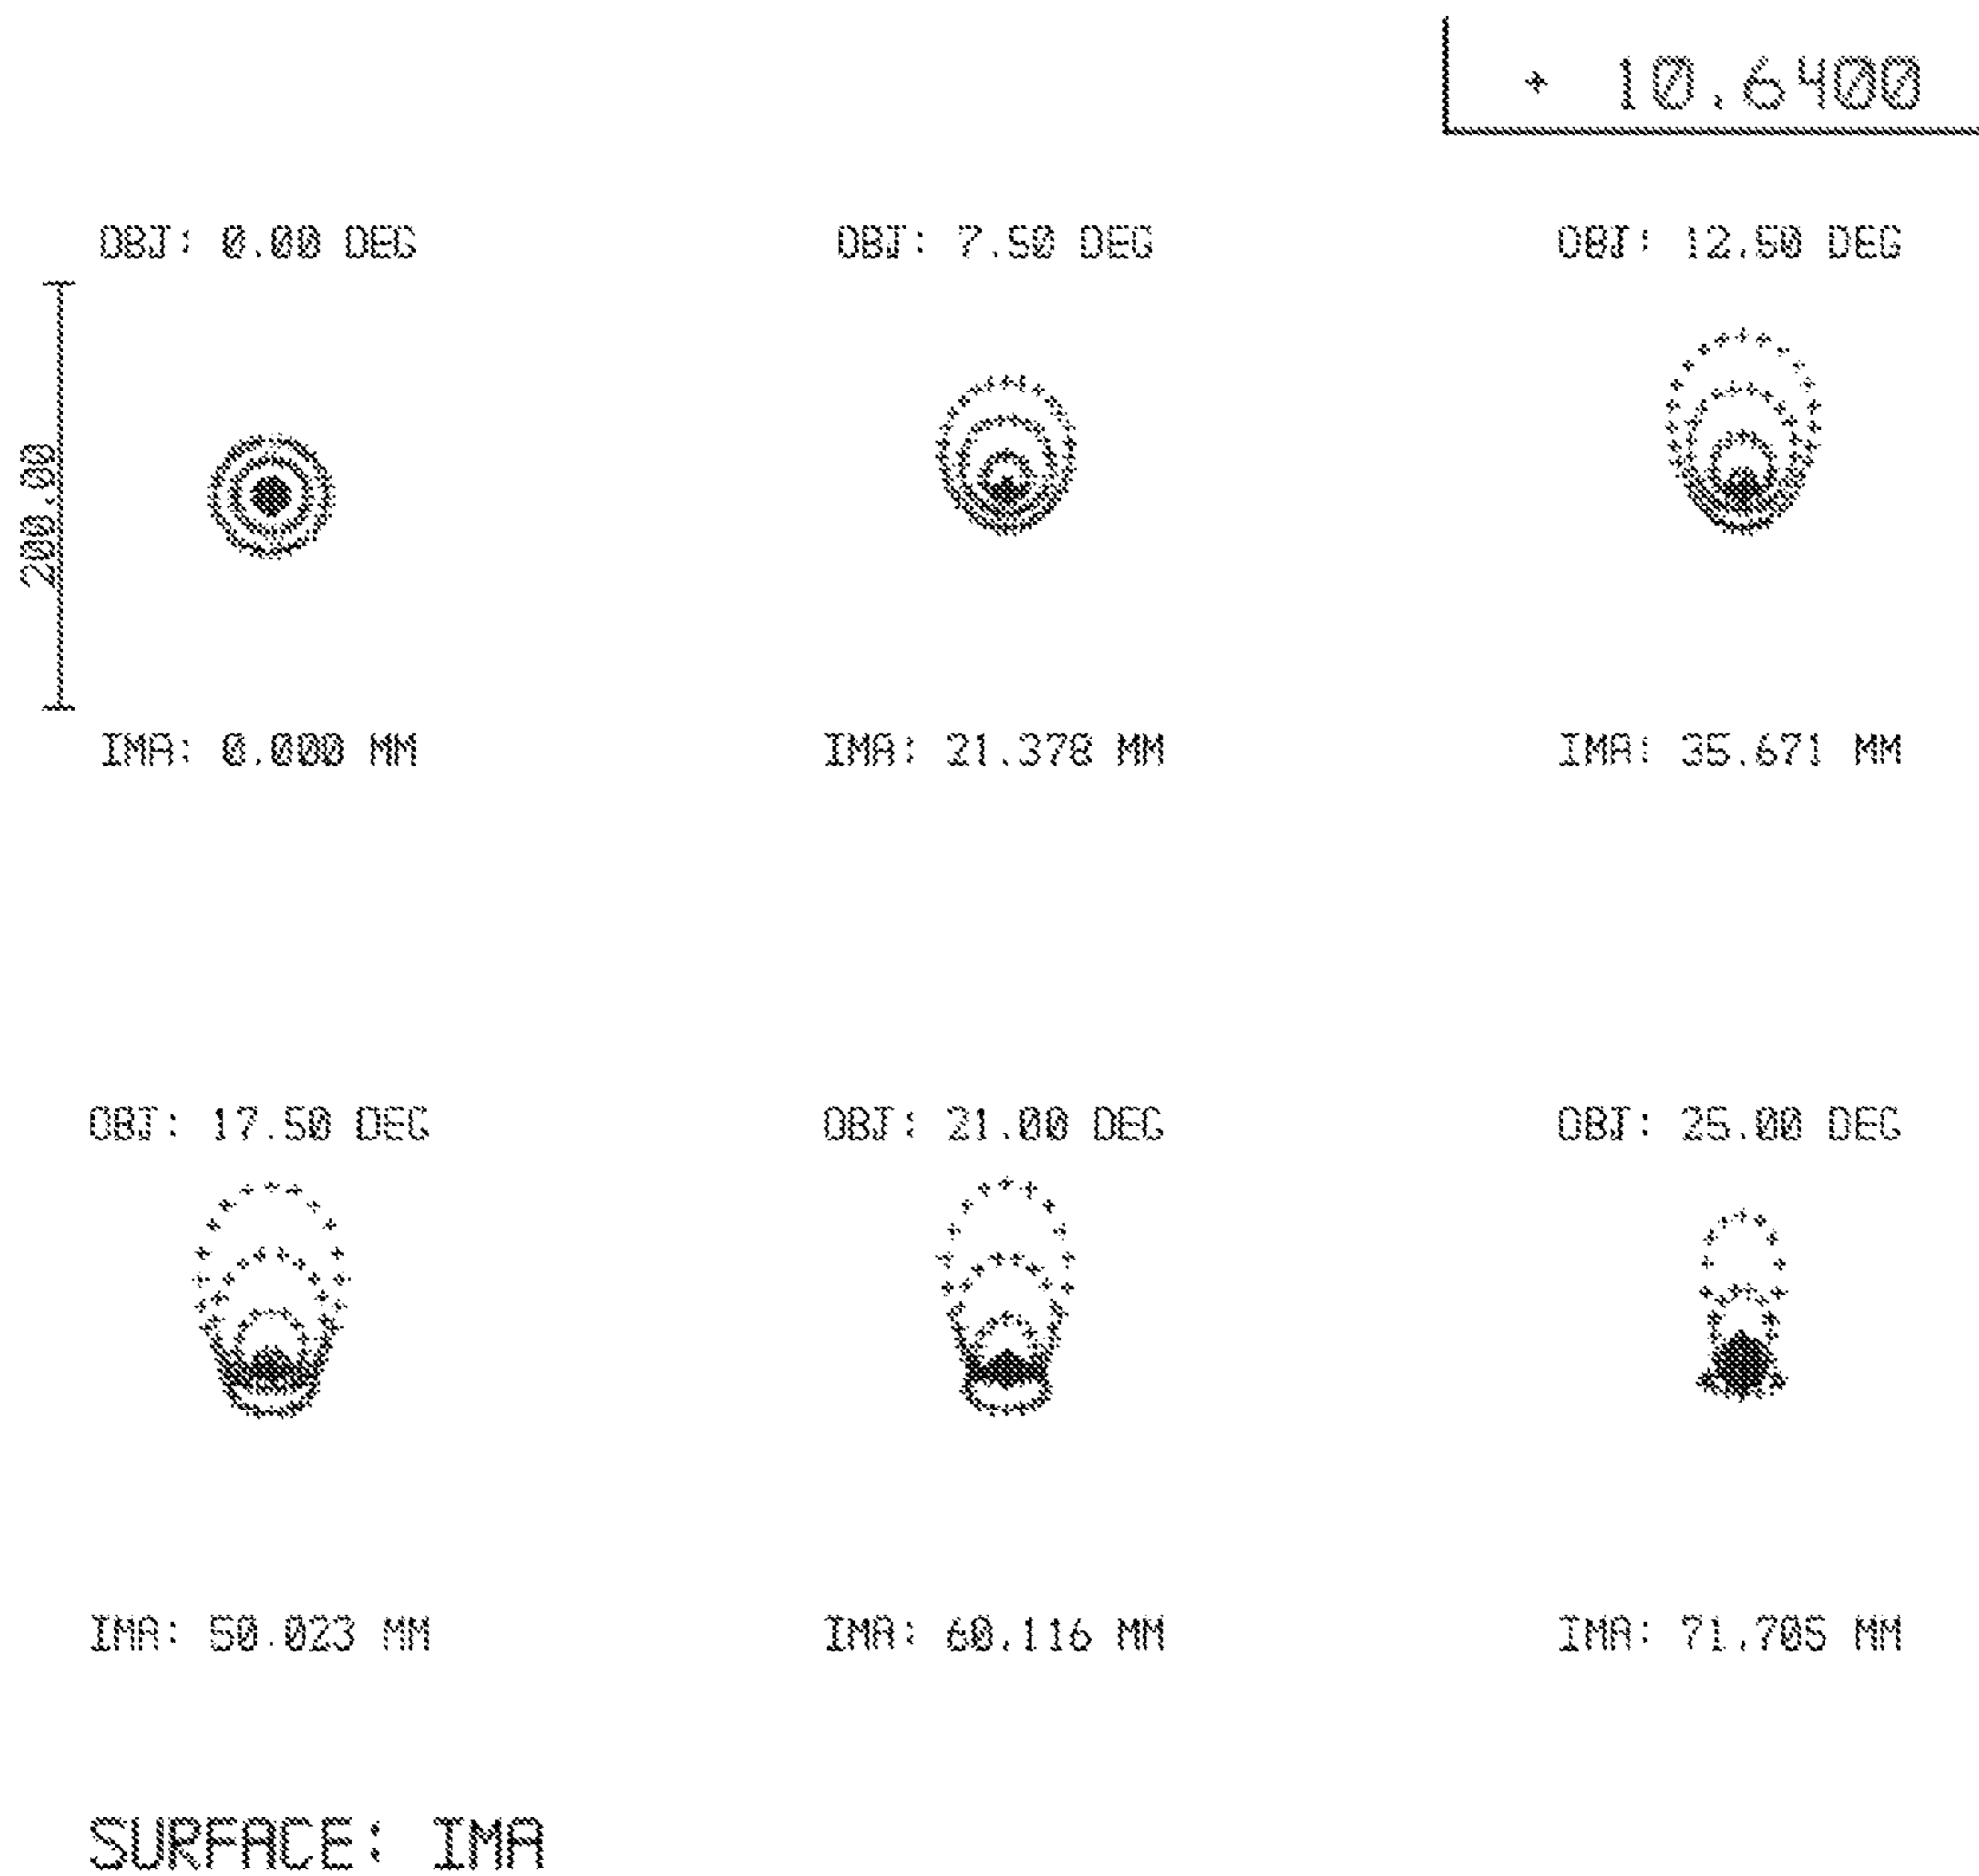 + 10.6400
OBJ: 0.00 DEG
OBJ: 7.50 DEG
OBJ: 12.50 DEG
200.00
IMA: 0.000 MM
IMA: 21.378 MM
IMA: 35.671 MM
OBJ: 17.50 DEG
OBJ: 21.00 DEG
OBJ: 25.00 DEG
IMA: 50.023 MM
IMA: 60.116 MM
IMA: 71.705 MM
SURFACE: IMA